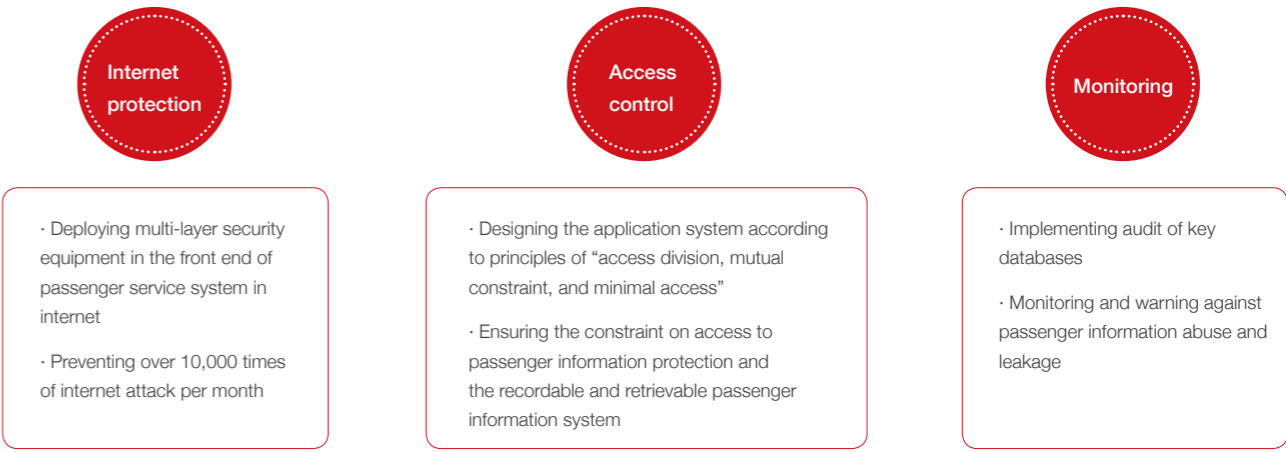 Internet
protection
· Deploying multi-layer security
equipment in the front end of
passenger service system in
internet
· Preventing over 10,000 times
of internet attack per month
Access
control
· Designing the application system according
to principles of “access division, mutual
constraint, and minimal access”
· Ensuring the constraint on access to
passenger information protection and
the recordable and retrievable passenger
information system
Monitoring
· Implementing audit of key
databases
· Monitoring and warning against
passenger information abuse and
leakage